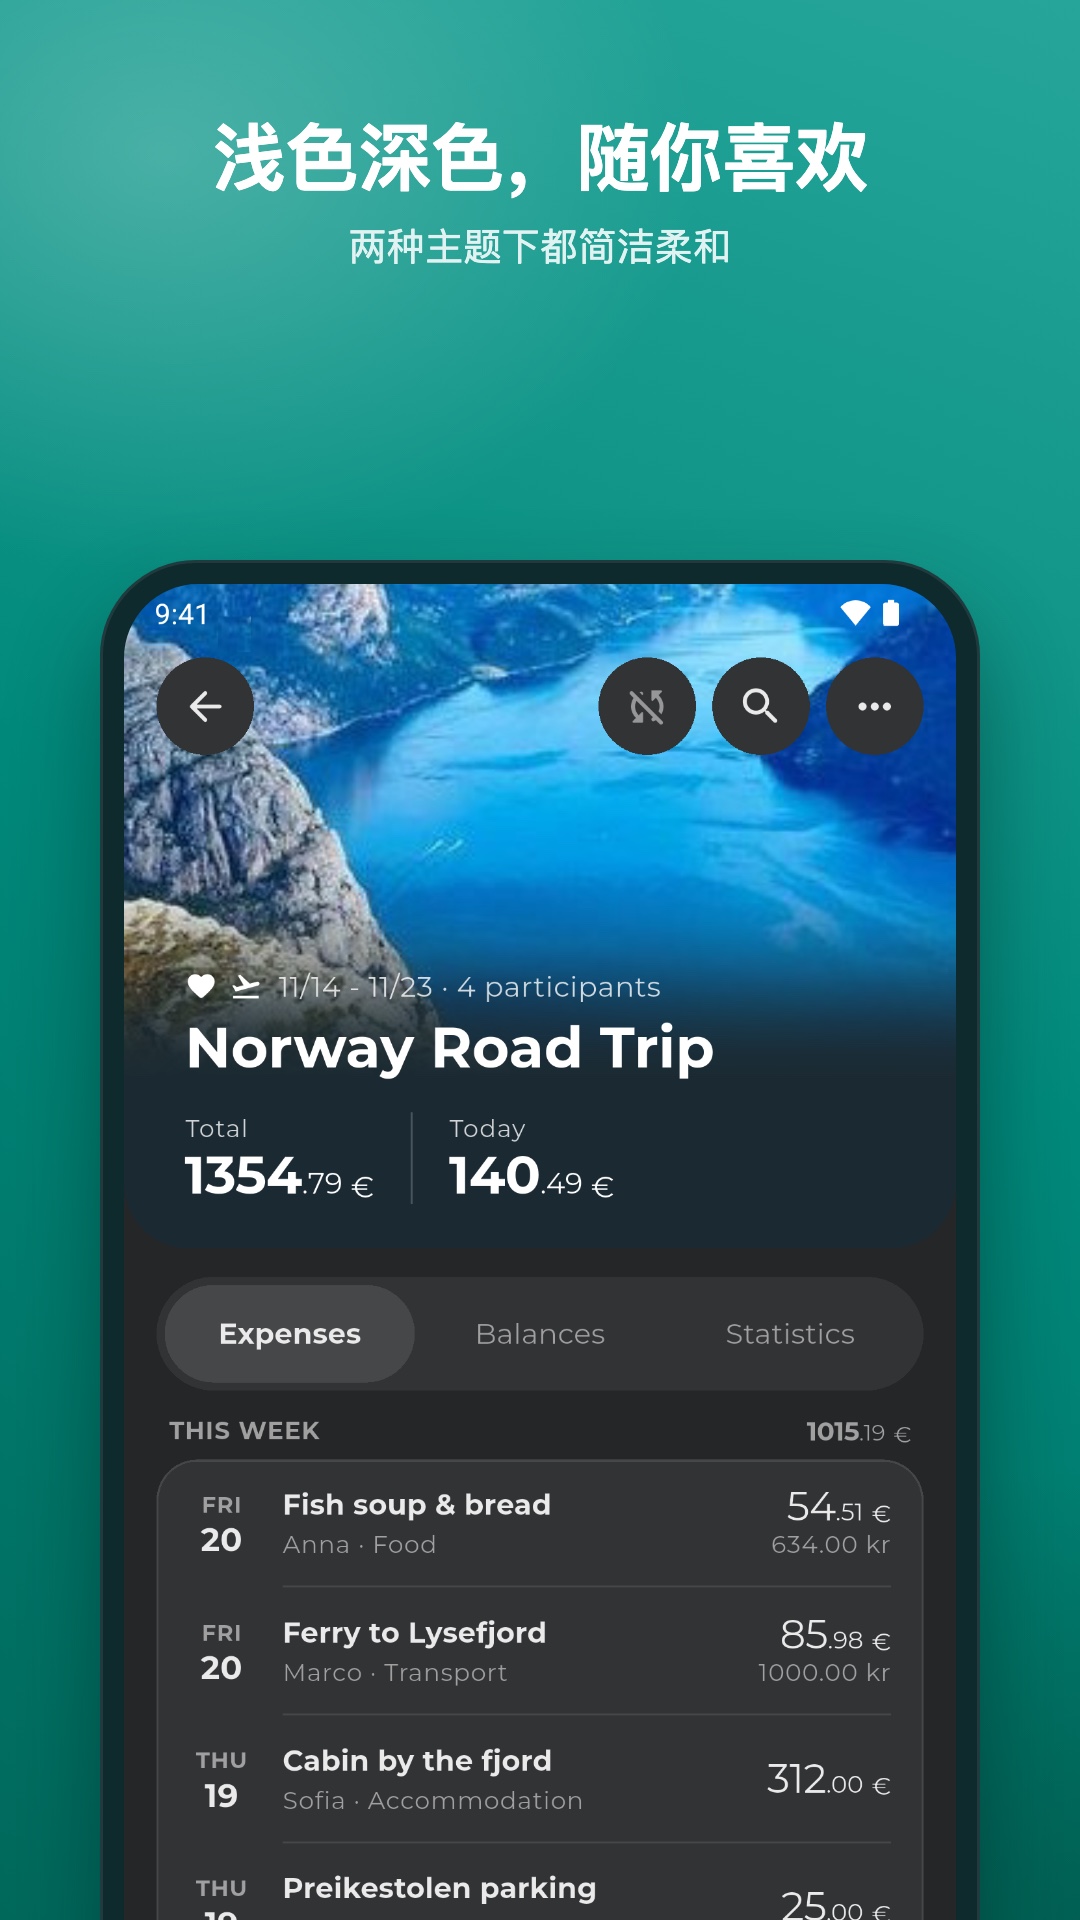 浅色深色，随你喜欢
两种主题下都简洁柔和
9:41
11/14 - 11/23 · 4 participants
Norway Road Trip
Total
1354.79 €
Today
140.49 €
Expenses
Balances
Statistics
THIS WEEK
1015.19 €
FRI
20
Fish soup & bread
Anna · Food
54.51 €
634.00 kr
FRI
20
Ferry to Lysefjord
Marco · Transport
85.98 €
1000.00 kr
THU
19
Cabin by the fjord
Sofia · Accommodation
312.00 €
THU
19
Preikestolen parking
25.00 €